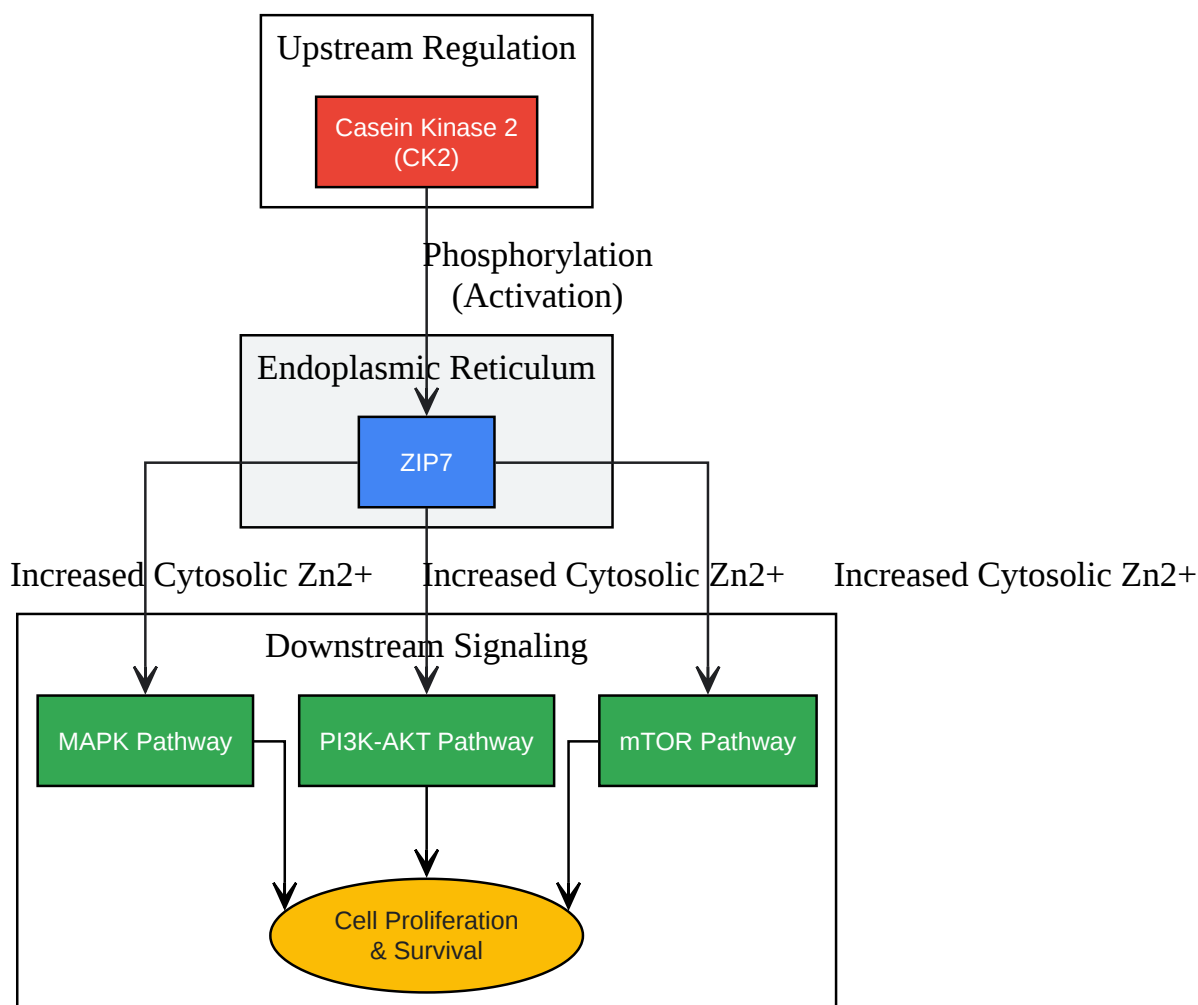 Upstream Regulation
Casein Kinase 2
(CK2)
Phosphorylation
(Activation)
Endoplasmic Reticulum
ZIP7
Increased Cytosolic Zn2+
Increased Cytosolic Zn2+
Increased Cytosolic Zn2+
Downstream Signaling
MAPK Pathway
PI3K-AKT Pathway
mTOR Pathway
Cell Proliferation
& Survival